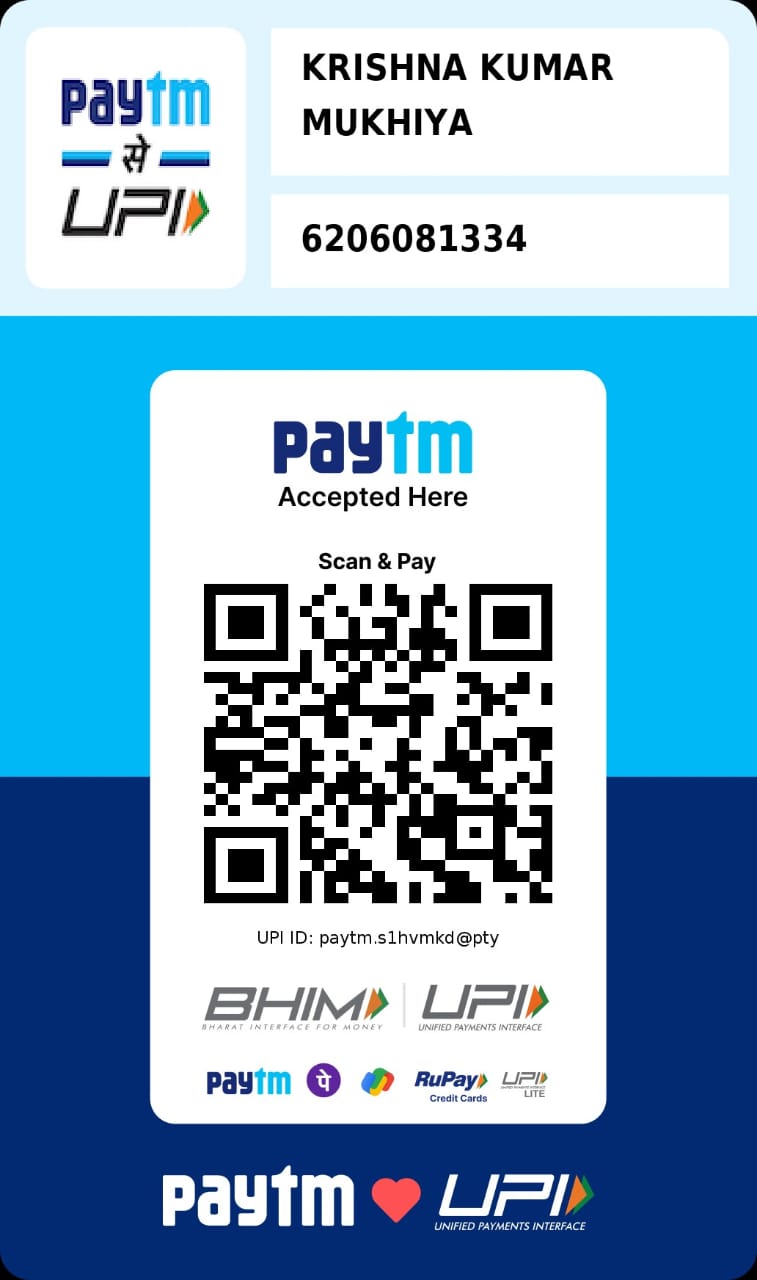 paytm
से
UPI
KRISHNA KUMAR
MUKHIYA
6206081334
paytm
Accepted Here
Scan & Pay
UPI ID: paytm.s1hvmkd@pty
BHIM UPI
BHARAT INTERFACE FOR MONEY UNIFIED PAYMENTS INTERFACE
paytm पे RuPay UPI
Credit Cards LITE
paytm UPI
UNIFIED PAYMENTS INTERFACE